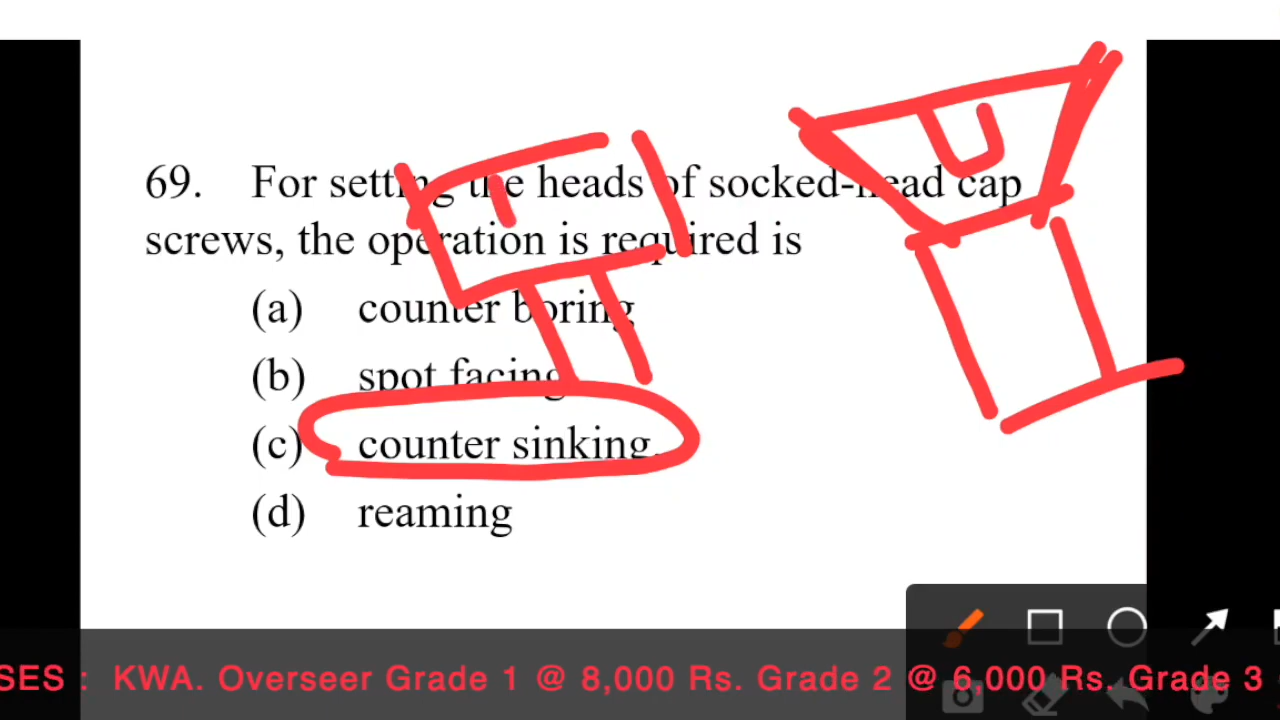 69. For setting the heads of socked-head cap
screws, the operation is required is
(a) counter boring
(b) spot facing
(c) counter sinking
(d) reaming
SES : KWA. Overseer Grade 1 @ 8,000 Rs. Grade 2 @ 6,000 Rs. Grade 3